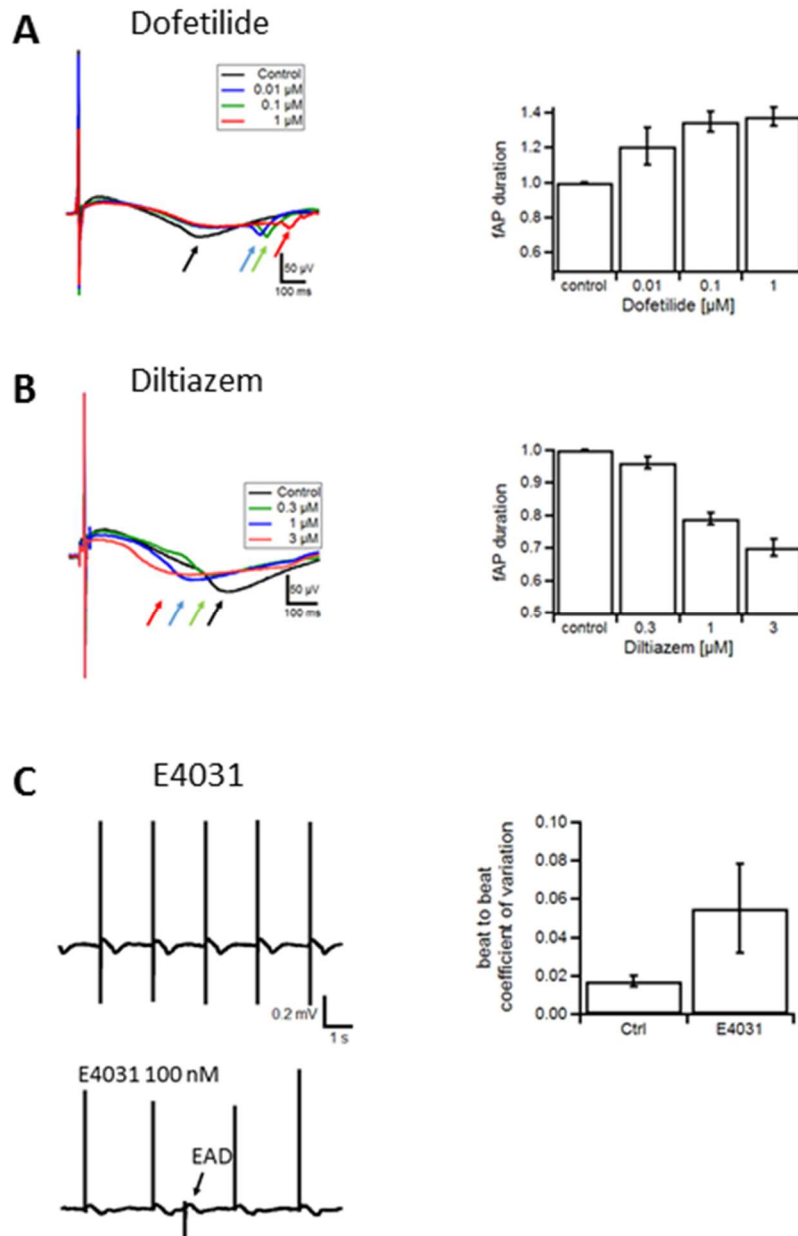 A
Dofetilide
Control
0.01 µM
0.1 µM
1 µM
50 µV
100 ms
fAP duration
1.4
1.2
1.0
0.8
0.6
control
0.01
0.1
1
Dofetilide [µM]
B
Diltiazem
Control
0.3 µM
1 µM
3 µM
50 µV
100 ms
fAP duration
1.0
0.9
0.8
0.7
0.6
0.5
control
0.3
1
3
Diltiazem [µM]
C
E4031
0.2 mV
1 s
E4031 100 nM
EAD
beat to beat
coefficient of variation
0.10
0.08
0.06
0.04
0.02
0.00
Ctrl
E4031